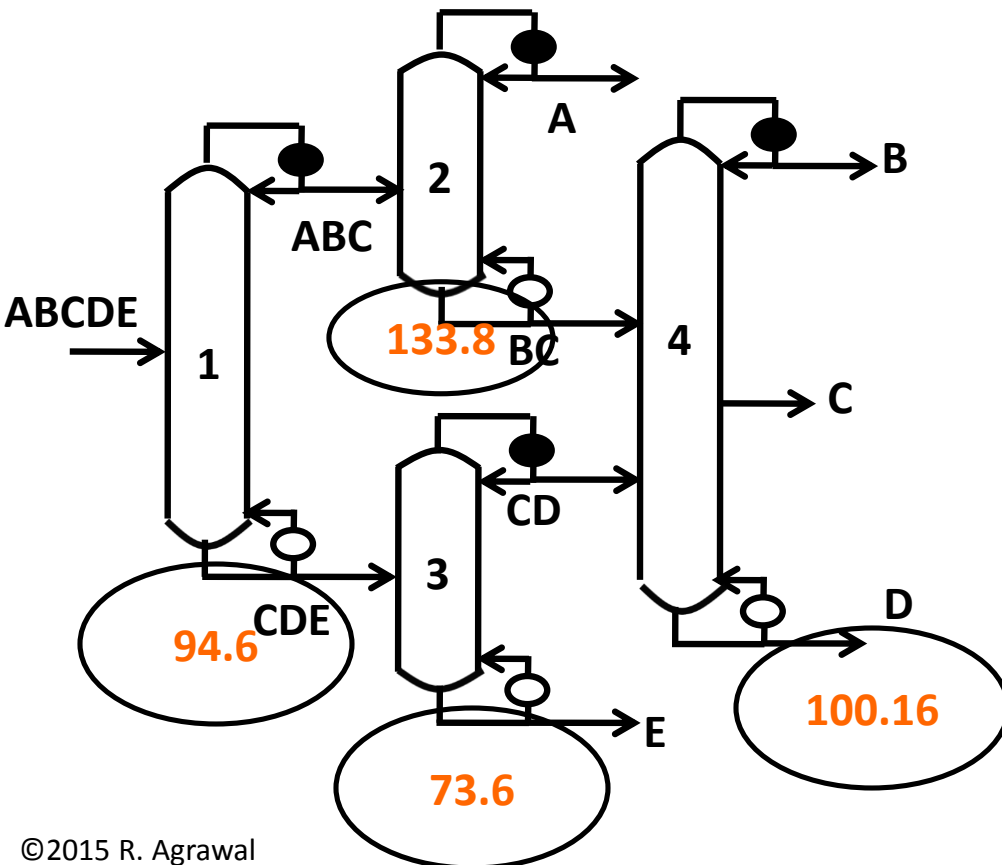 A
B
2
ABC
ABCDE
1
133.8
BC
4
C
CD
3
CDE
94.6
D
100.16
E
73.6
©2015 R. Agrawal